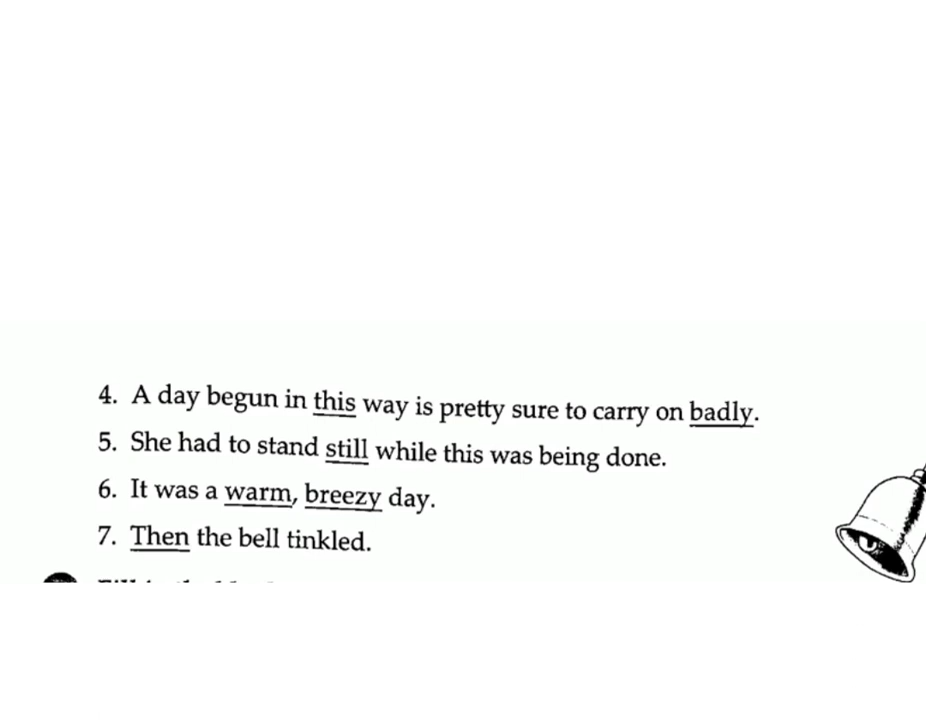 4. A day begun in this way is pretty sure to carry on badly.
5. She had to stand still while this was being done.
6. It was a warm, breezy day.
7. Then the bell tinkled.